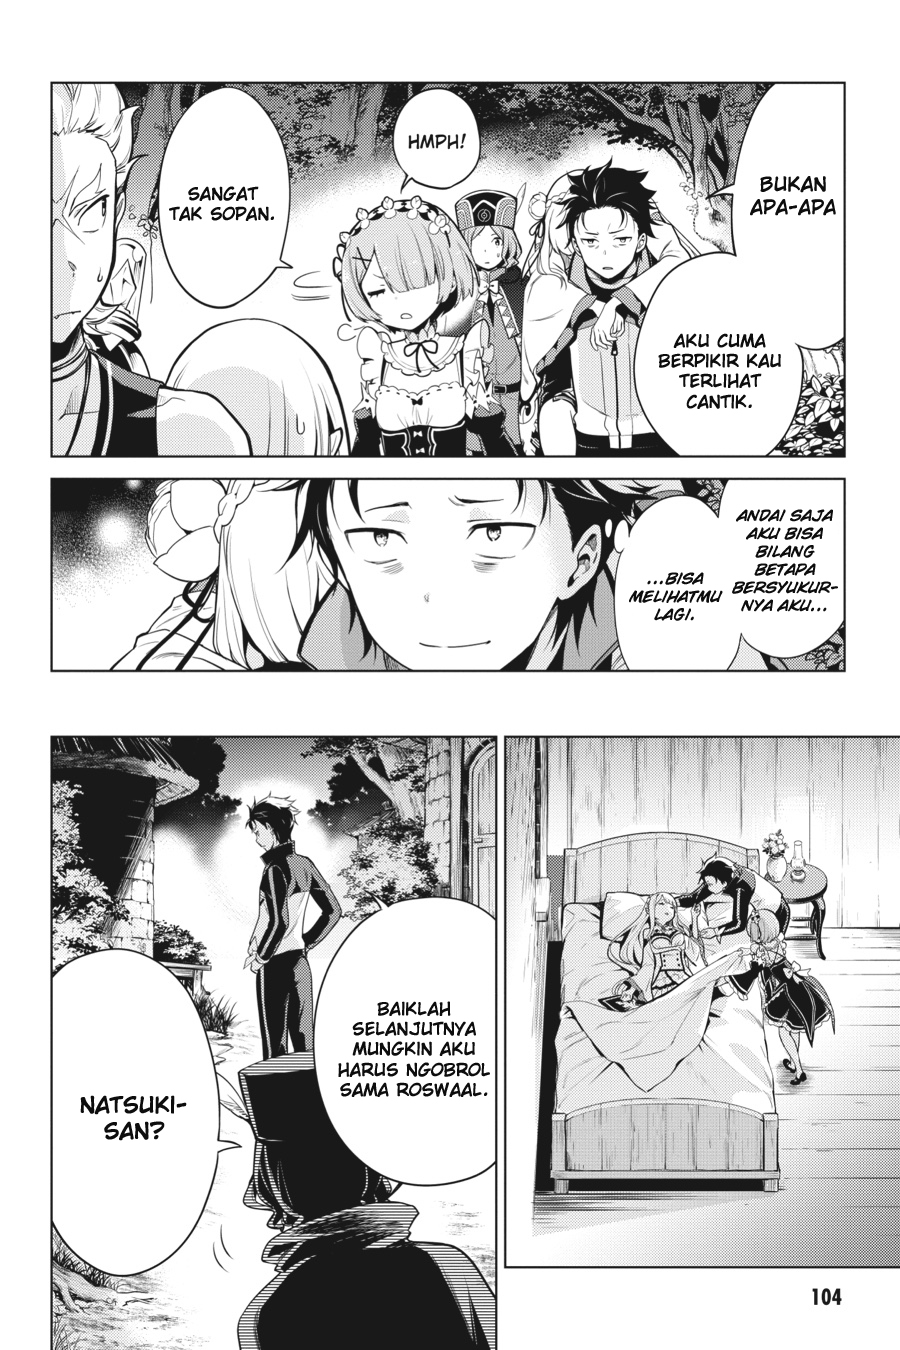 BUKAN
APA-APA
AKU CUMA
BERPIKIR KAU
TERLIHAT
CANTIK.
HMPH!
SANGAT
TAK SOPAN.
ANDAI SAJA
AKU BISA
BILANG
BETAPA
BERSYUKUR-
NYA AKU...
...BISA
MELIHATMU
LAGI.
BAIKLAH
SELANJUTNYA
MUNGKIN AKU
HARUS NGOBROL
SAMA ROSWAAL.
NATSUKI-
SAN?
104